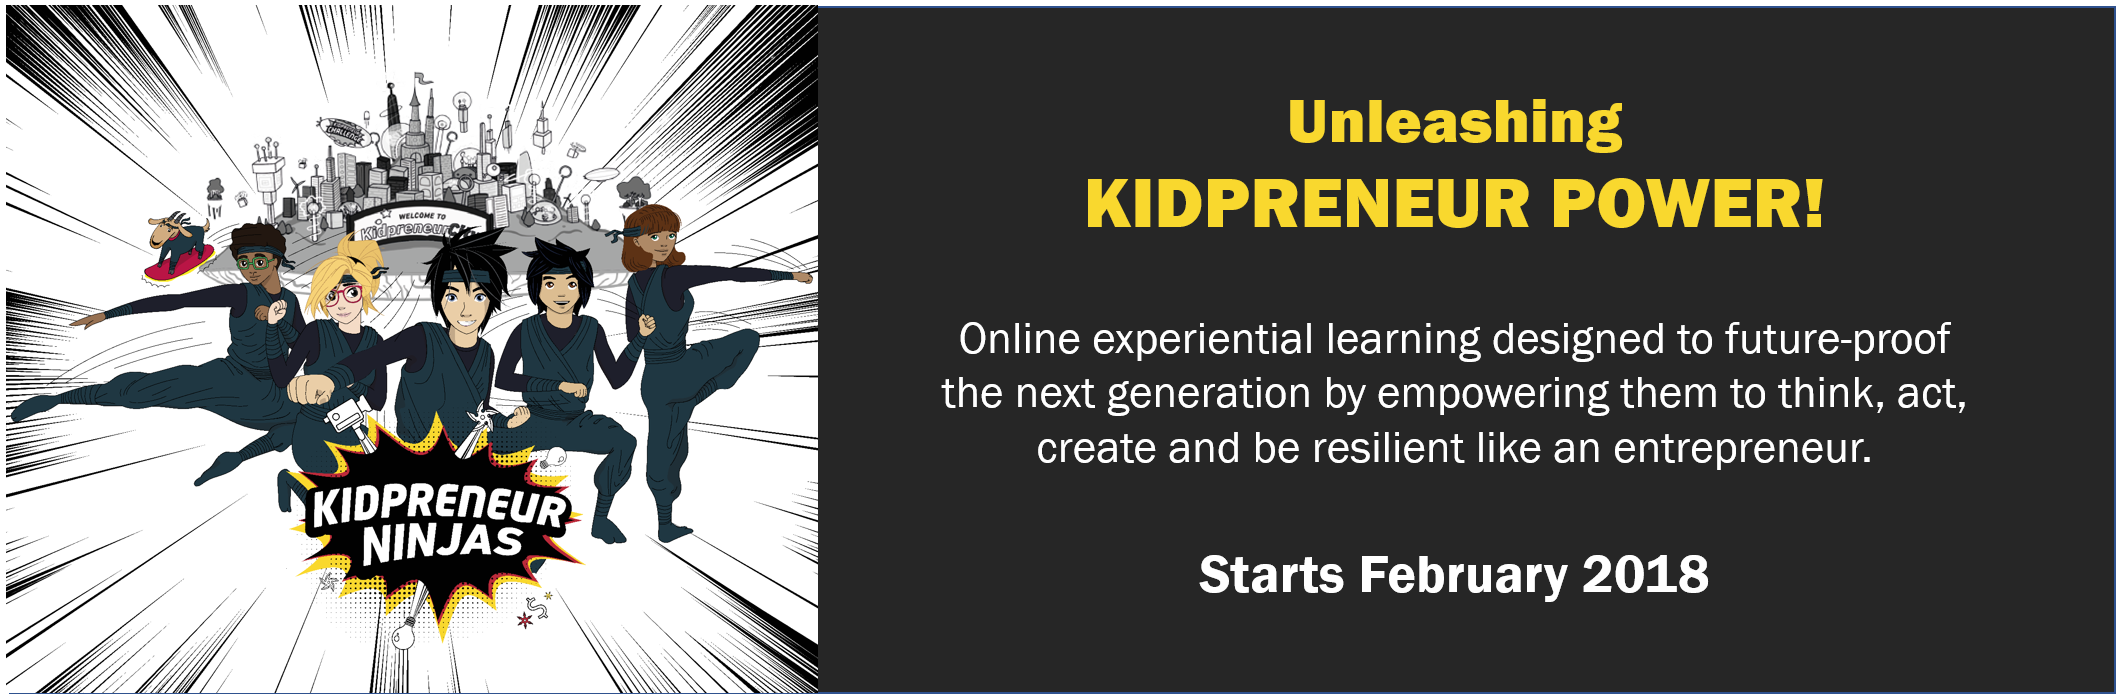 CHALLENGE
WELCOME TO
Kidpreneur
KIDPRENEUR
NINJAS
Unleashing
KIDPRENEUR POWER!
Online experiential learning designed to future-proof
the next generation by empowering them to think, act,
create and be resilient like an entrepreneur.
Starts February 2018